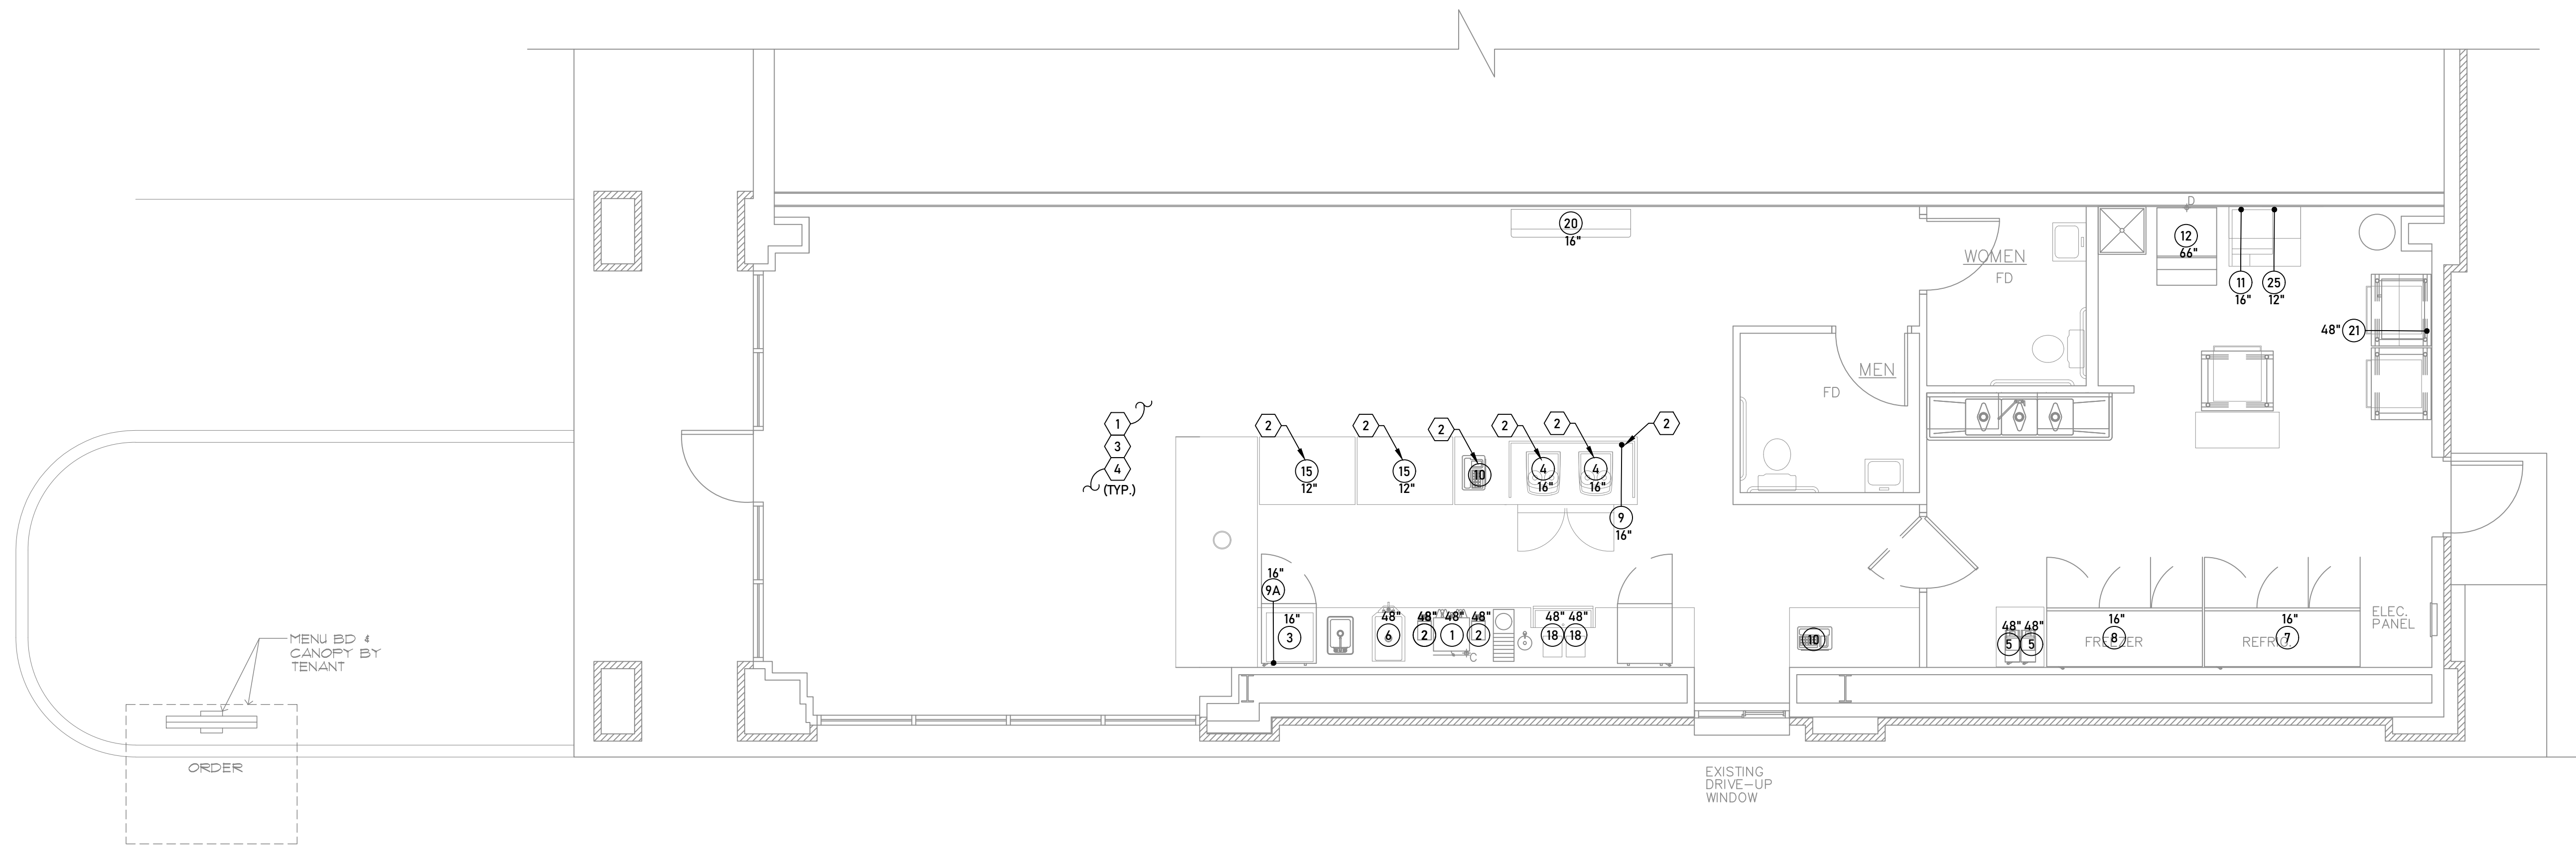 D
20
16"
WOMEN
FD
12
66"
11
16"
25
12"
48" 21
MEN
FD
1
3
4
(TYP.)
2
2
2
2
2
2
15
12"
15
12"
10
4
16"
4
16"
9
16"
16"
9A
16"
3
48"
6
48"
2
48"
1
48"
2
C
48"
18
48"
18
10
48" 48"
5 5
16"
8
FREEZER
16"
7
REFRIG.
ELEC.
PANEL
MENU BD &
CANOPY BY
TENANT
ORDER
EXISTING
DRIVE-UP
WINDOW